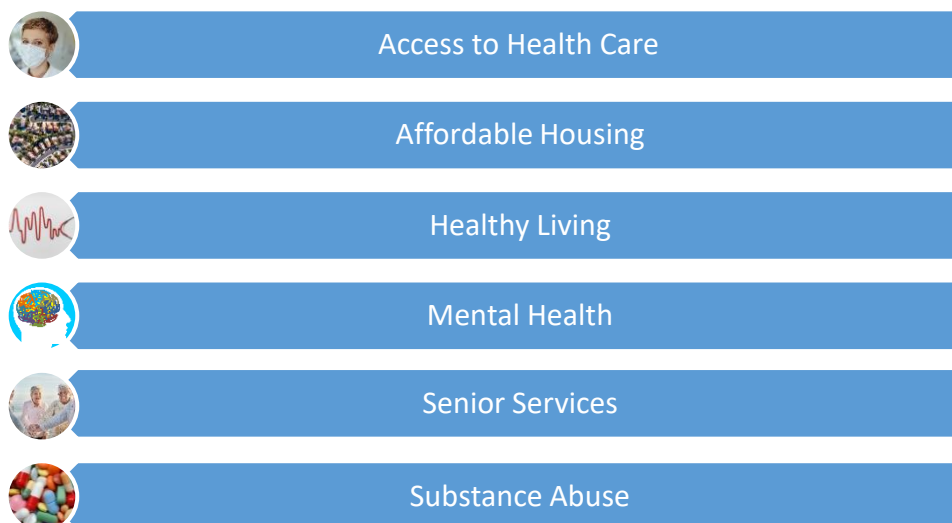 Access to Health Care
Affordable Housing
Healthy Living
Mental Health
Senior Services
Substance Abuse